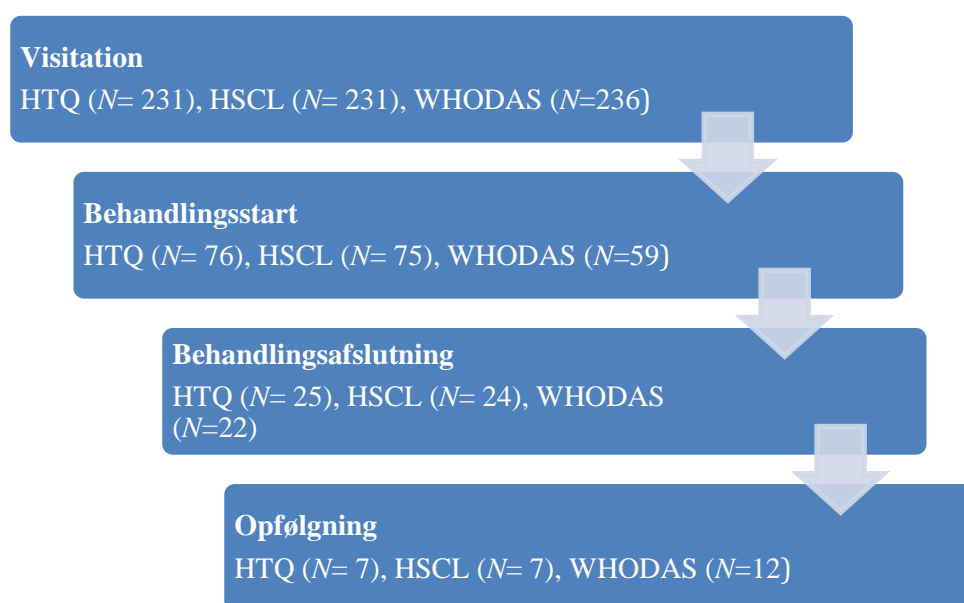 Visitation
HTQ (N= 231), HSCL (N= 231), WHODAS (N=236)
Behandlingsstart
HTQ (N= 76), HSCL (N= 75), WHODAS (N=59)
Behandlingsafslutning
HTQ (N= 25), HSCL (N= 24), WHODAS
(N=22)
Opfølgning
HTQ (N= 7), HSCL (N= 7), WHODAS (N=12)